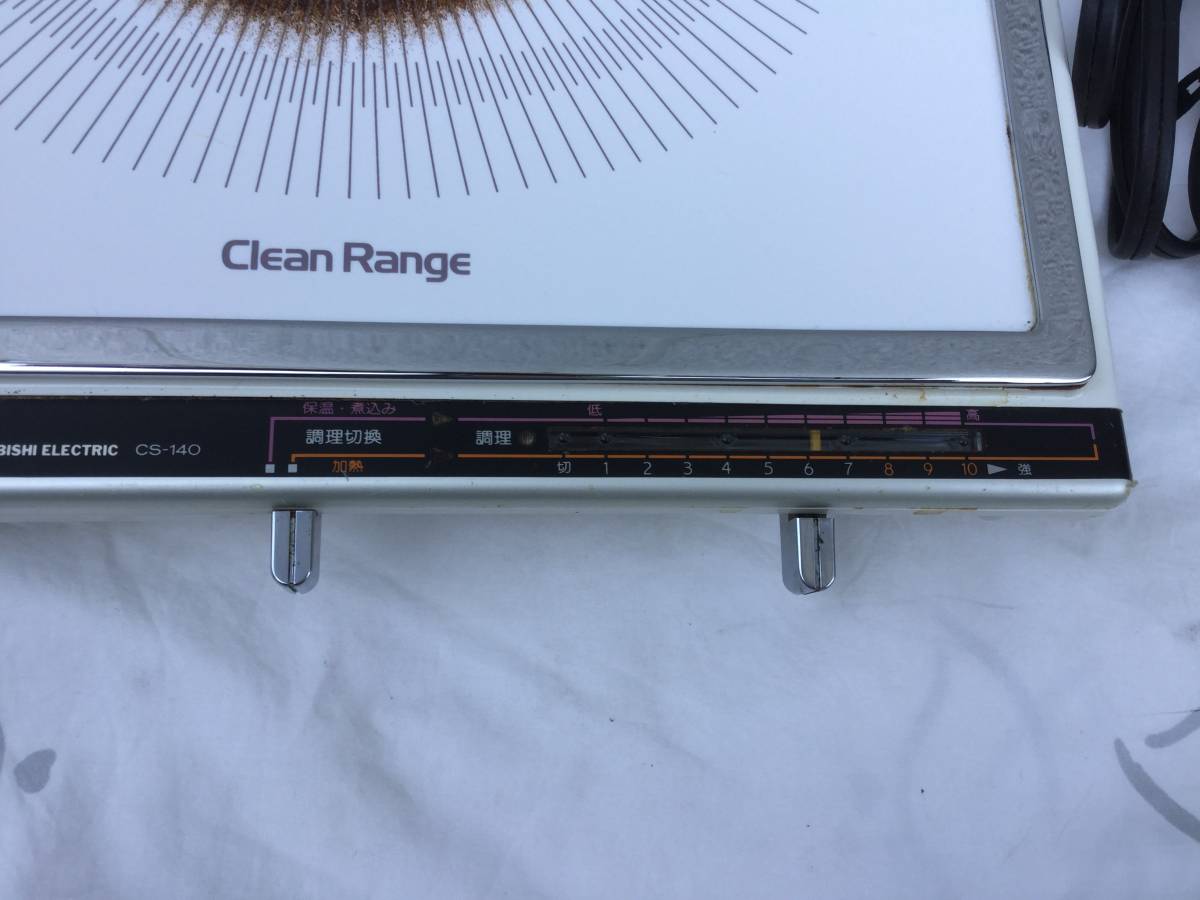 Clean Range
保温・煮込み 低 高
BISHI ELECTRIC CS-140 調理切換 調理
加熱 切 1 2 3 4 5 6 7 8 9 10 ▶ 強